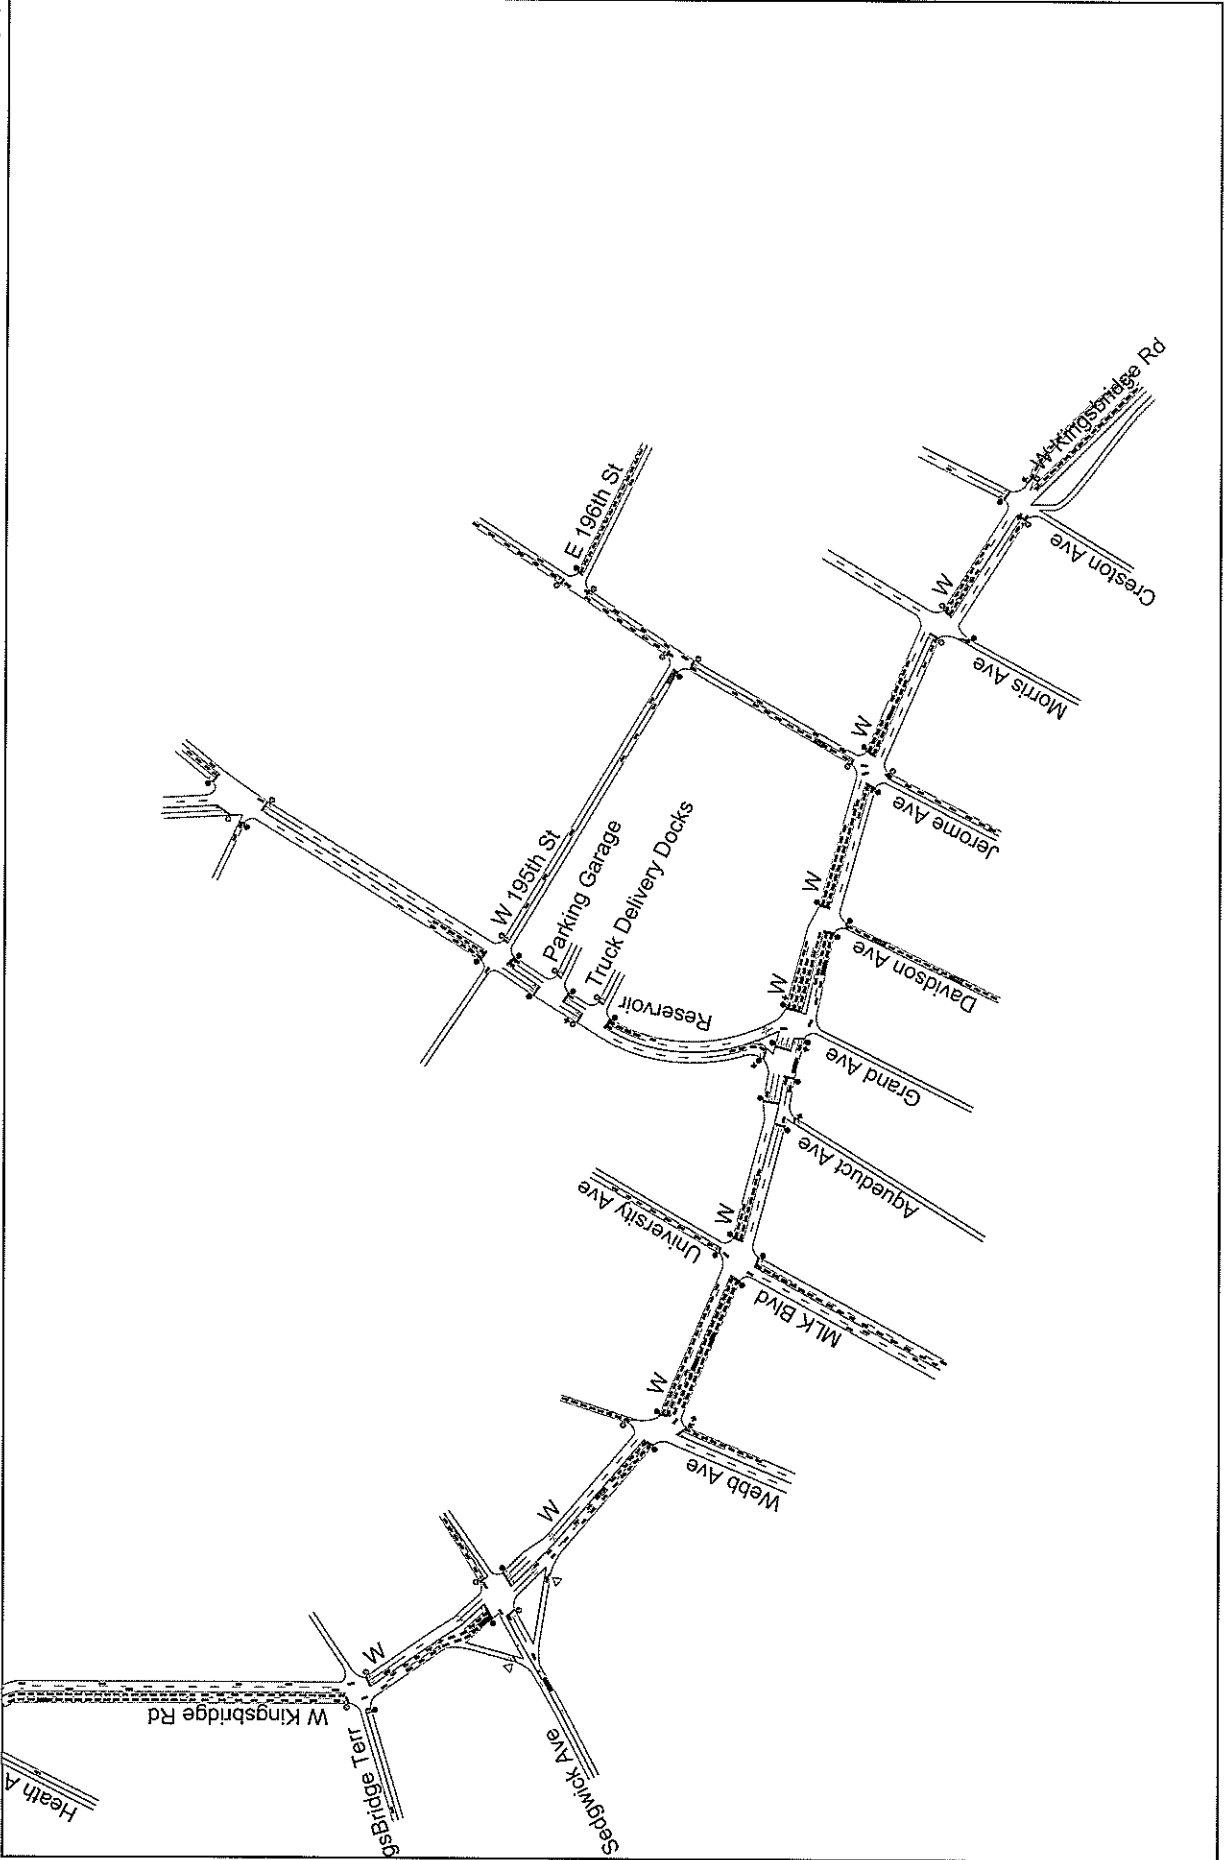 W Kingsbridge Rd
E 196th St
W
Creston Ave
Morris Ave
W
W 195th St
Parking Garage
Truck Delivery Docks
Jerome Ave
W
Reservoir
W
Davidson Ave
Grand Ave
Aqueduct Ave
University Ave
W
MLK Blvd
W
Webb Ave
W
W
W Kingsbridge Rd
gsBridge Terr
Sedgwick Ave
Heath A